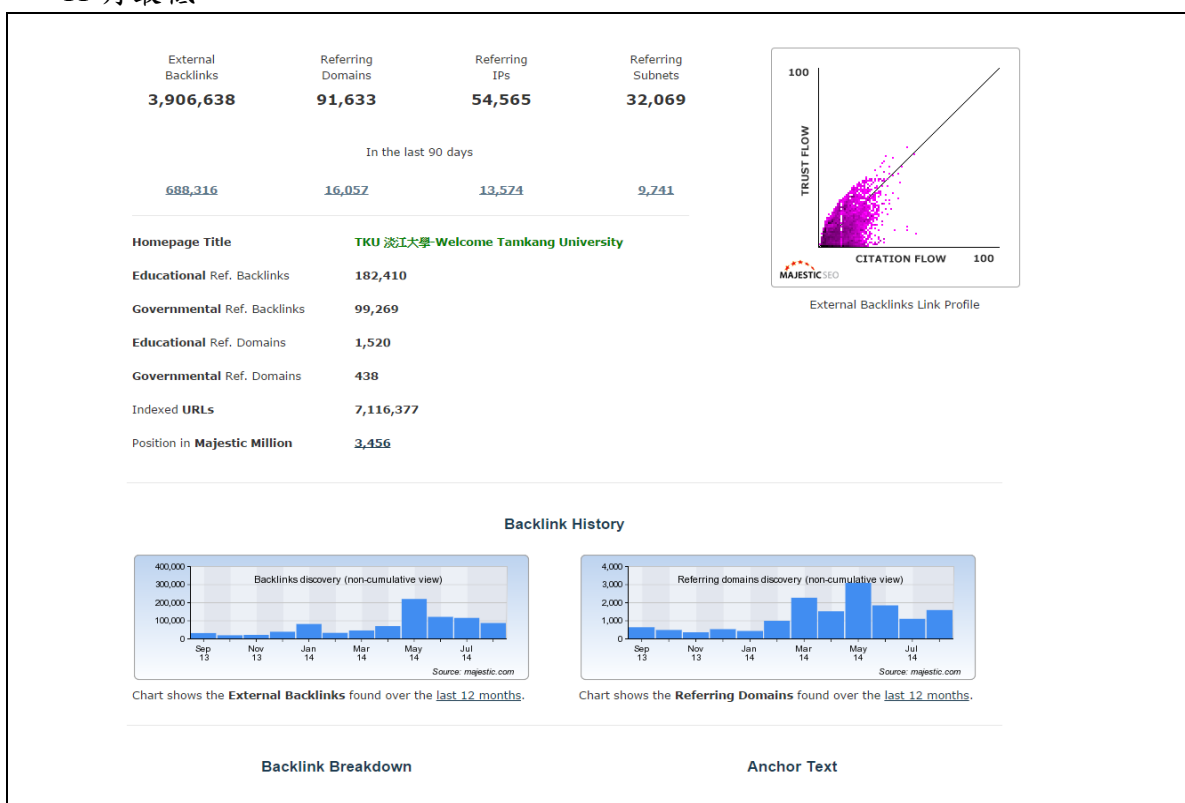 External Backlinks
3,906,638
Referring Domains
91,633
Referring IPs
54,565
Referring Subnets
32,069
In the last 90 days
688,316 16,057 13,574 9,741
Homepage Title TKU 淡江大學-Welcome Tamkang University
Educational Ref. Backlinks 182,410
Governmental Ref. Backlinks 99,269
Educational Ref. Domains 1,520
Governmental Ref. Domains 438
Indexed URLs 7,116,377
Position in Majestic Million 3,456
100
TRUST FLOW
CITATION FLOW 100
MAJESTIC SEO
External Backlinks Link Profile
Backlink History
Backlinks discovery (non-cumulative view)
400,000
300,000
200,000
100,000
0
Sep 13 Nov 13 Jan 14 Mar 14 May 14 Jul 14
Source: majestic.com
Chart shows the External Backlinks found over the last 12 months.
Referring domains discovery (non-cumulative view)
4,000
3,000
2,000
1,000
0
Sep 13 Nov 13 Jan 14 Mar 14 May 14 Jul 14
Source: majestic.com
Chart shows the Referring Domains found over the last 12 months.
Backlink Breakdown
Anchor Text